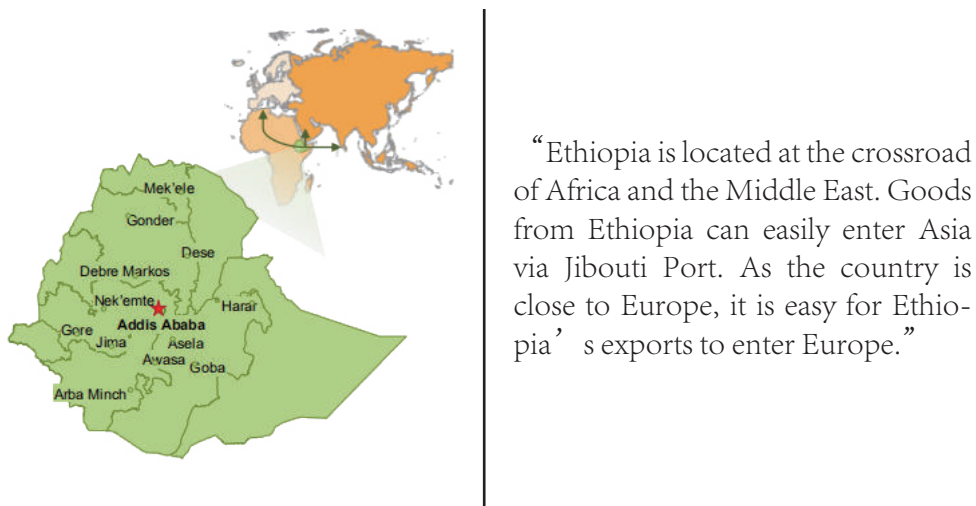 Mek'ele
Gonder
Dese
Debre Markos
Nek'emte
Harar
Addis Ababa
Gore
Jima
Asela
Awasa
Goba
Arba Minch
“Ethiopia is located at the crossroad
of Africa and the Middle East. Goods
from Ethiopia can easily enter Asia
via Jibouti Port. As the country is
close to Europe, it is easy for Ethio-
pia’s exports to enter Europe.”